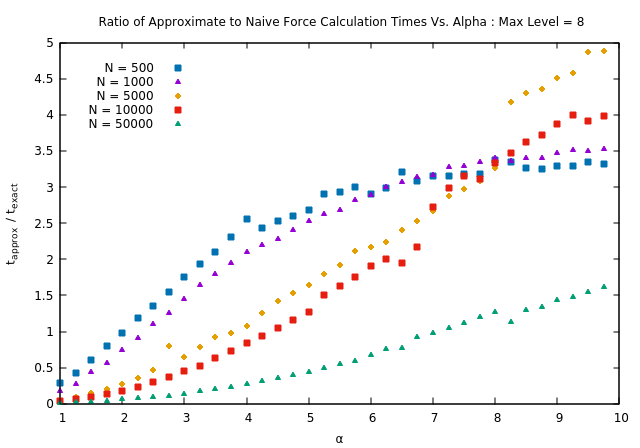 Ratio of Approximate to Naive Force Calculation Times Vs. Alpha : Max Level = 8
5
4.5
4
3.5
3
2.5
2
1.5
1
0.5
0
N = 500
N = 1000
N = 5000
N = 10000
N = 50000
t_approx / t_exact
1 2 3 4 5 6 7 8 9 10
α